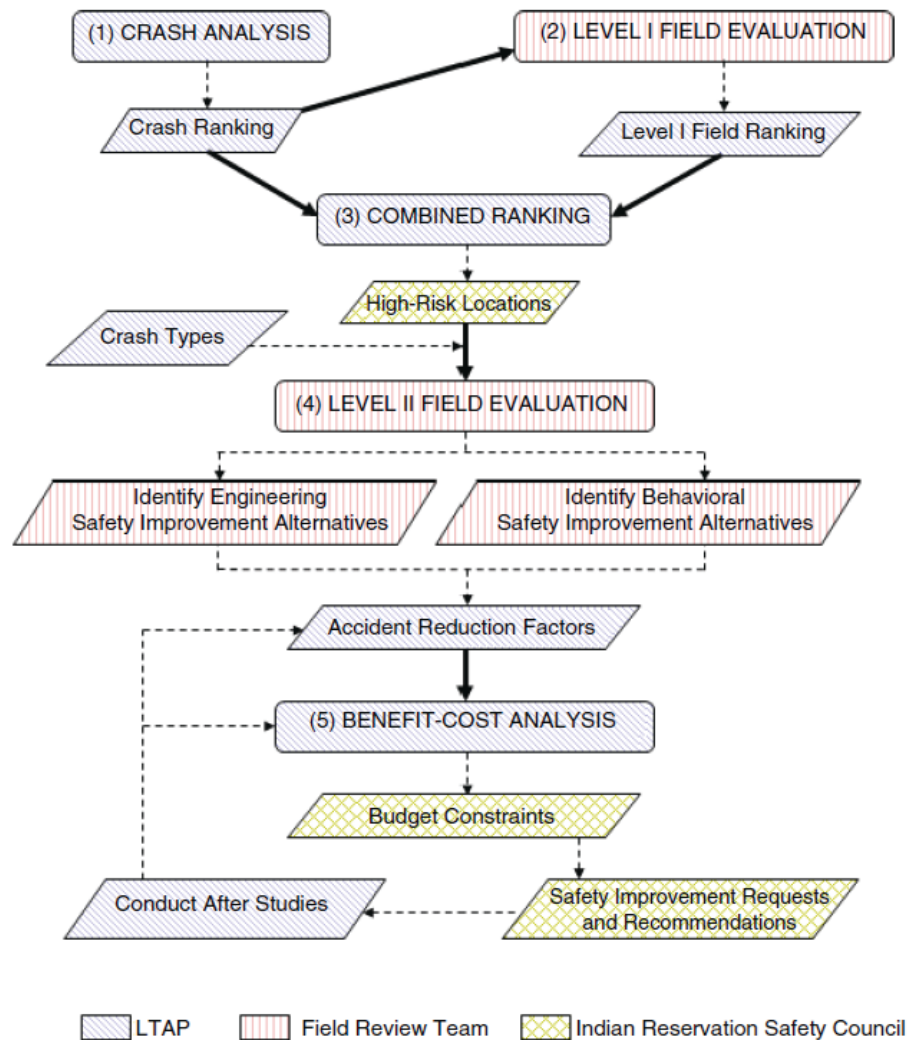 (1) CRASH ANALYSIS
(2) LEVEL I FIELD EVALUATION
Crash Ranking
Level I Field Ranking
(3) COMBINED RANKING
High-Risk Locations
Crash Types
(4) LEVEL II FIELD EVALUATION
Identify Engineering
Safety Improvement Alternatives
Identify Behavioral
Safety Improvement Alternatives
Accident Reduction Factors
(5) BENEFIT-COST ANALYSIS
Budget Constraints
Conduct After Studies
Safety Improvement Requests
and Recommendations
LTAP
Field Review Team
Indian Reservation Safety Council